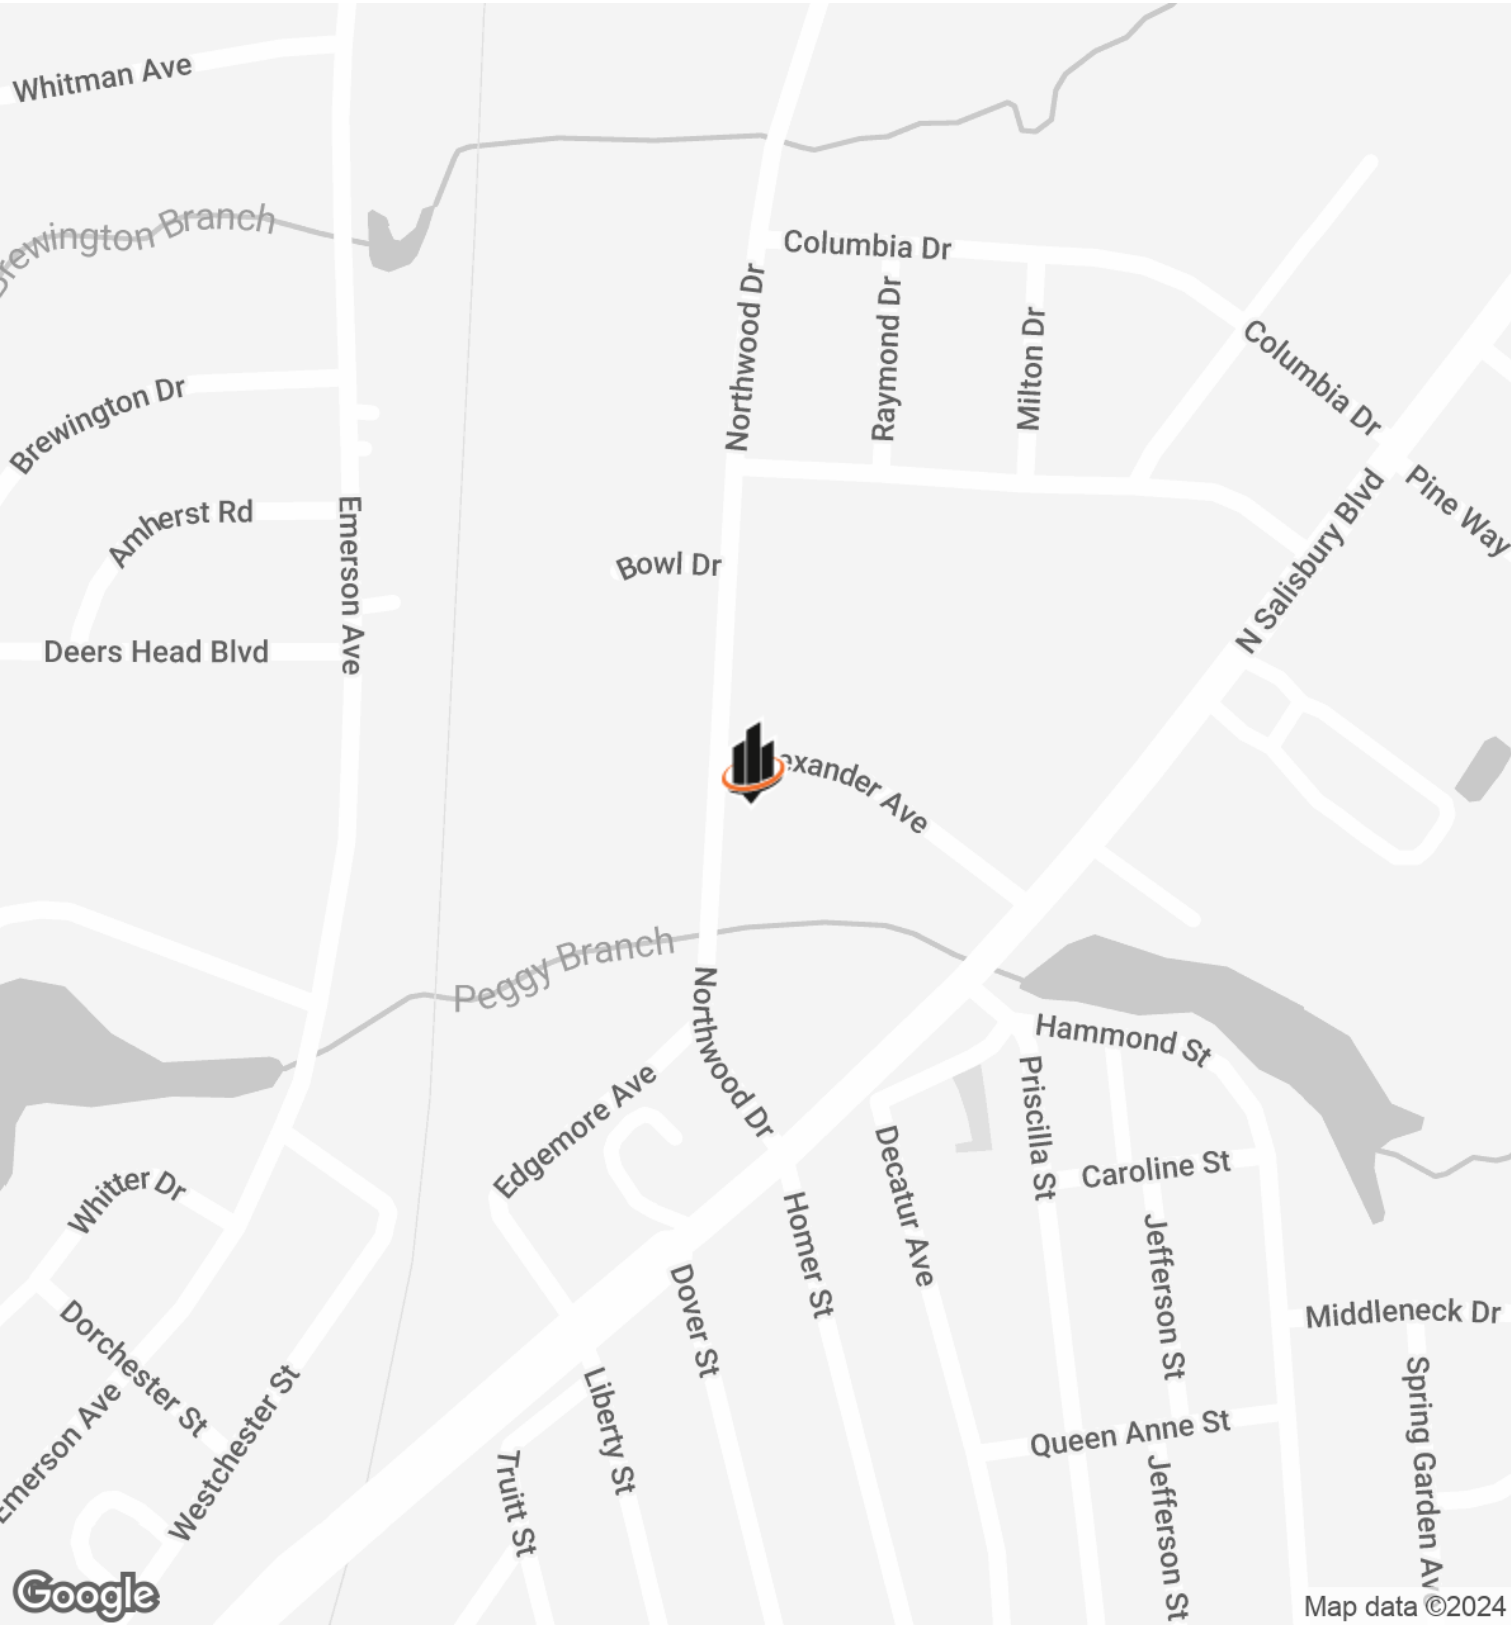 Whitman Ave
Brewington Branch
Columbia Dr
Northwood Dr
Raymond Dr
Milton Dr
Columbia Dr
Brewington Dr
Amherst Rd
Emerson Ave
Bowl Dr
N Salisbury Blvd
Pine Way
Deers Head Blvd
exander Ave
Peggy Branch
Northwood Dr
Hammond St
Edgemore Ave
Priscilla St
Decatur Ave
Caroline St
Whitter Dr
Homer St
Jefferson St
Dover St
Middleneck Dr
Dorchester St
Emerson Ave
Westchester St
Liberty St
Queen Anne St
Spring Garden Av
Truitt St
Jefferson St
Google
Map data ©2024